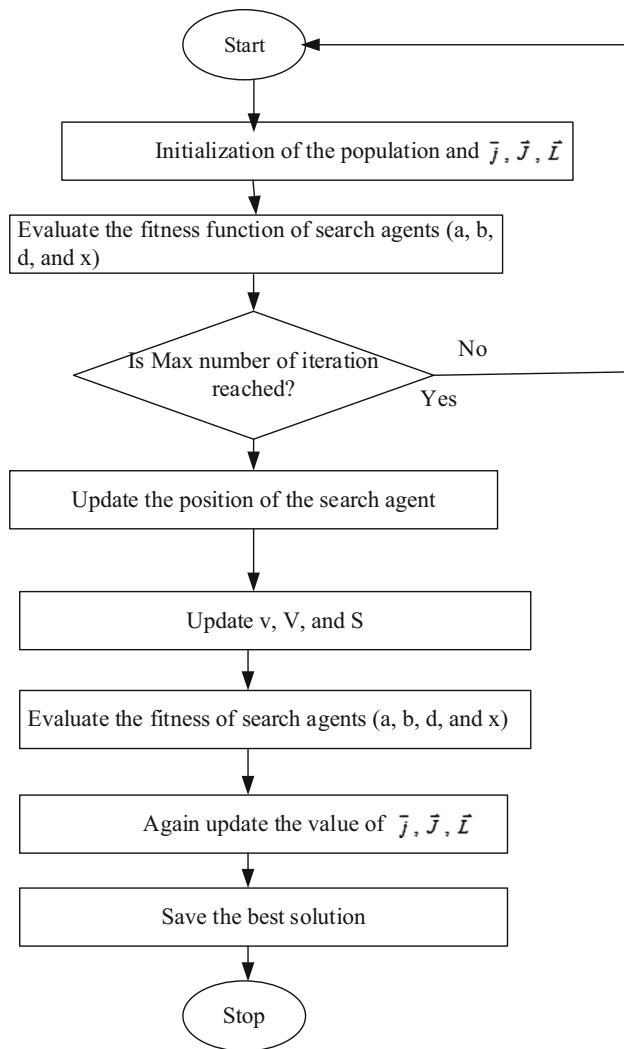 Start
Initialization of the population and j̄, J⃗, L⃗
Evaluate the fitness function of search agents (a, b,
d, and x)
Is Max number of iteration
reached?
No
Yes
Update the position of the search agent
Update v, V, and S
Evaluate the fitness of search agents (a, b, d, and x)
Again update the value of j̄, J⃗, L⃗
Save the best solution
Stop